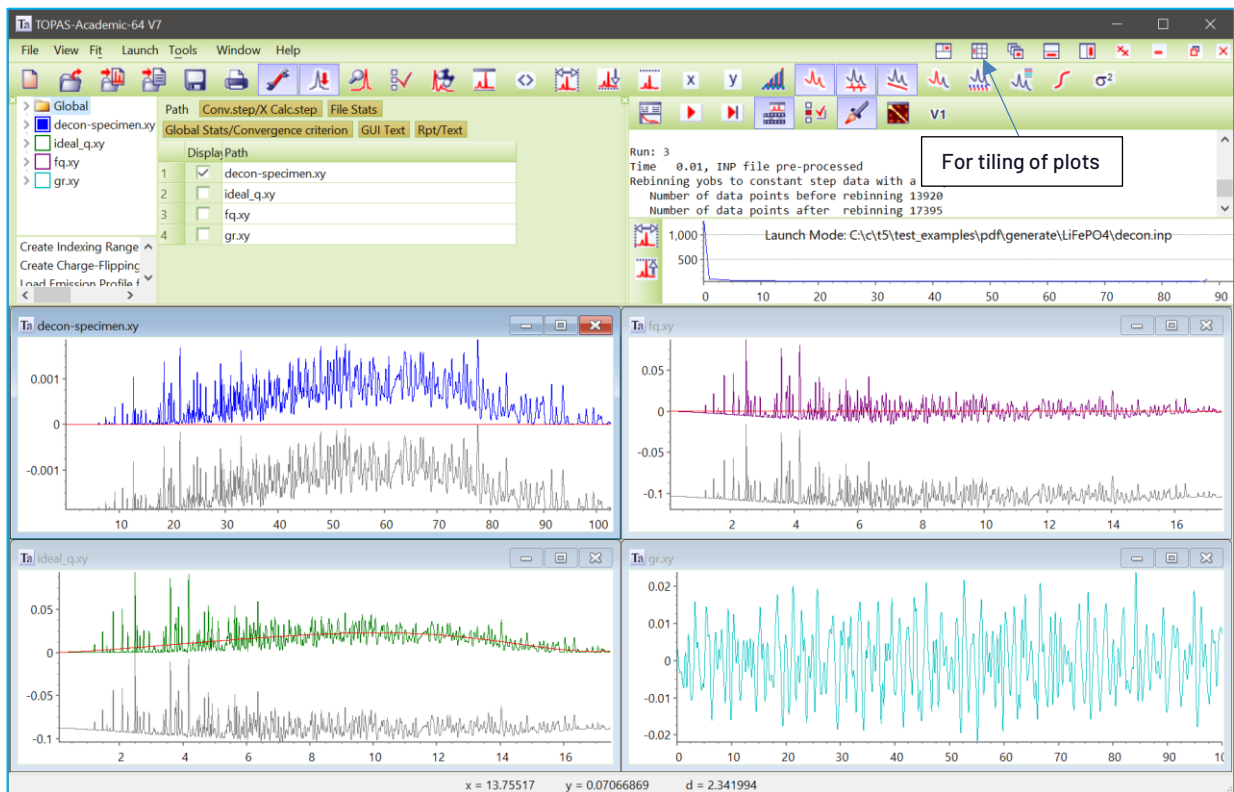 Ta TOPAS-Academic-64 V7
File View Fit Launch Tools Window Help
x y σ²
Global
decon-specimen.xy
ideal_q.xy
fq.xy
gr.xy
Create Indexing Range
Create Charge-Flipping
Load Emission Profile f
Path Conv.step/X Calc.step File Stats
Global Stats/Convergence criterion GUI Text Rpt/Text
Display Path
1 decon-specimen.xy
2 ideal_q.xy
3 fq.xy
4 gr.xy
V1
For tiling of plots
Run: 3
Time 0.01, INP file pre-processed
Rebinning yobs to constant step data with a
Number of data points before rebinning 13920
Number of data points after rebinning 17395
Launch Mode: C:\c\t5\test_examples\pdf\generate\LiFePO4\decon.inp
1,000
500
0 10 20 30 40 50 60 70 80 90
Ta decon-specimen.xy
0.001
0
-0.001
10 20 30 40 50 60 70 80 90 100
Ta fq.xy
0.05
0
-0.05
-0.1
2 4 6 8 10 12 14 16
Ta ideal_q.xy
0.05
0
-0.05
-0.1
2 4 6 8 10 12 14 16
Ta gr.xy
0.02
0.01
0
-0.01
-0.02
0 10 20 30 40 50 60 70 80 90 10
x = 13.75517 y = 0.07066869 d = 2.341994